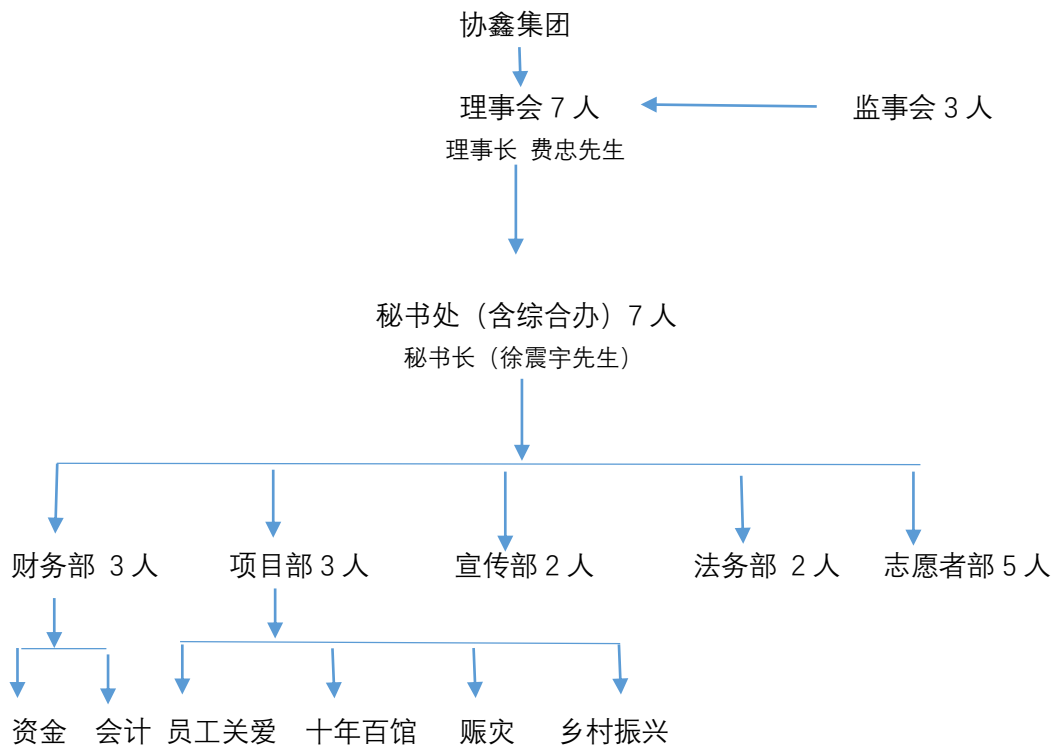 协鑫集团
理事会 7 人 监事会 3 人
理事长 费忠先生
秘书处（含综合办）7 人
秘书长（徐震宇先生）
财务部 3 人 项目部 3 人 宣传部 2 人 法务部 2 人 志愿者部 5 人
资金 会计 员工关爱 十年百馆 赈灾 乡村振兴